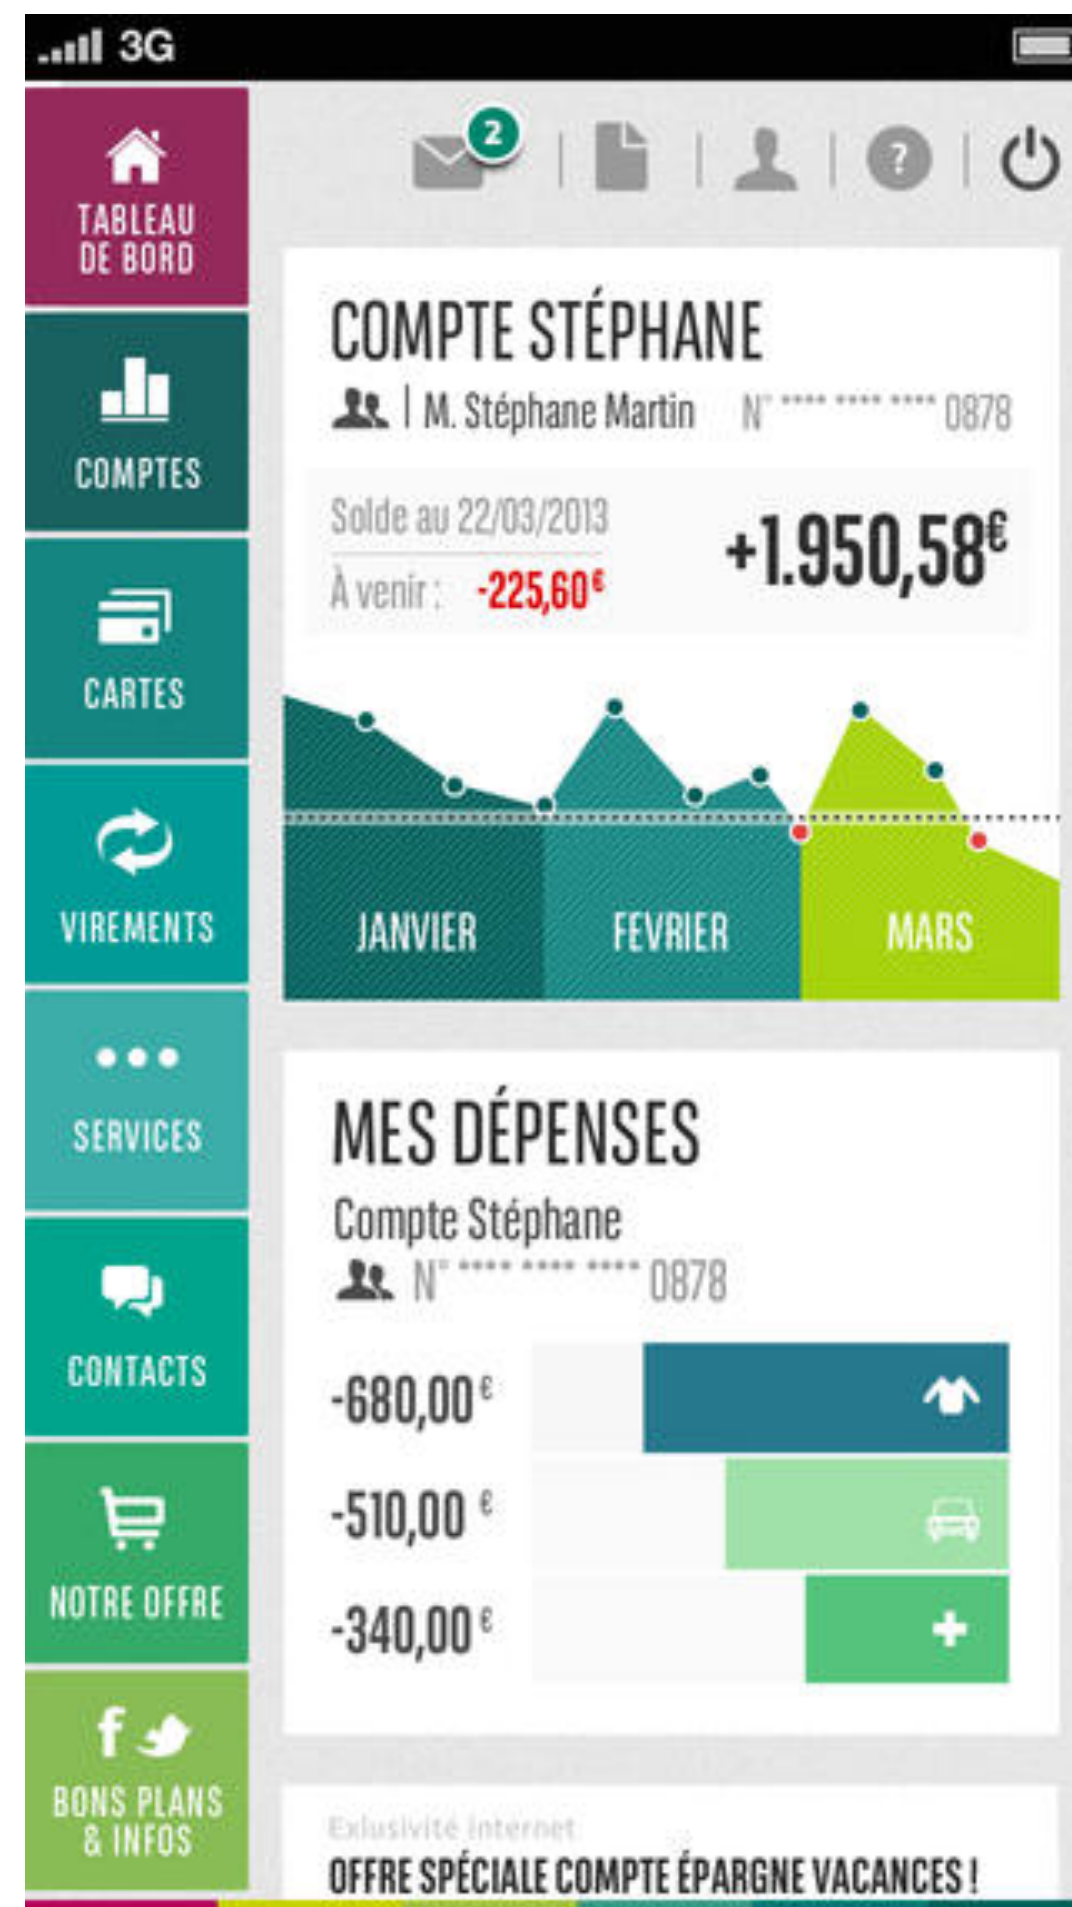 3G
TABLEAU
DE BORD
COMPTES
CARTES
VIREMENTS
SERVICES
CONTACTS
NOTRE OFFRE
f
BONS PLANS
& INFOS
2
?
COMPTE STÉPHANE
| M. Stéphane Martin N° **** **** **** 0878
Solde au 22/03/2013
À venir : -225,60€
+1.950,58€
JANVIER FEVRIER MARS
MES DÉPENSES
Compte Stéphane
N° **** **** **** 0878
-680,00 €
-510,00 €
-340,00 €
Exlusivité internet
OFFRE SPÉCIALE COMPTE ÉPARGNE VACANCES !